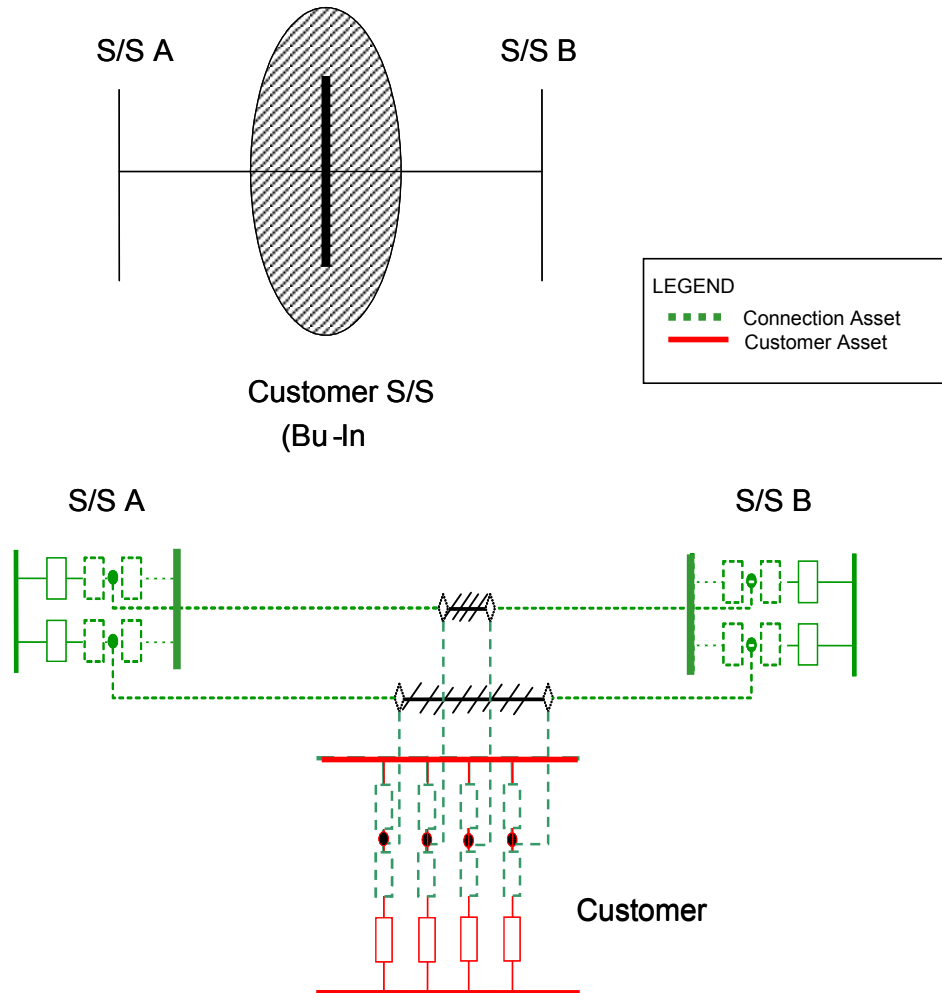 S/S A
S/S B
LEGEND
Connection Asset
Customer Asset
Customer S/S
(Bu -In
S/S A
S/S B
Customer